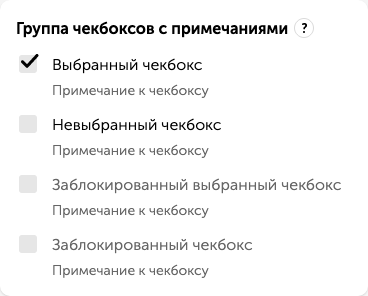 Группа чекбоксов с примечаниями ?
Выбранный чекбокс
Примечание к чекбоксу
Невыбранный чекбокс
Примечание к чекбоксу
Заблокированный выбранный чекбокс
Примечание к чекбоксу
Заблокированный чекбокс
Примечание к чекбоксу